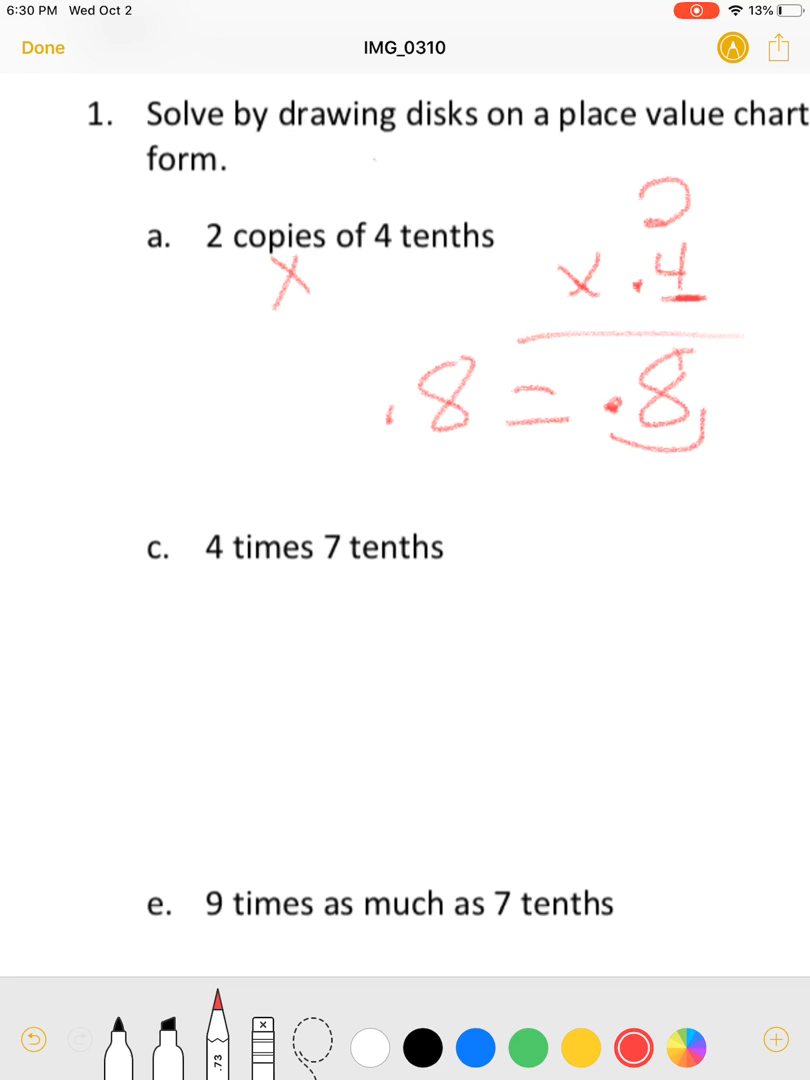 6:30 PM Wed Oct 2
13%
Done
IMG_0310
1. Solve by drawing disks on a place value chart
form.
2
a. 2 copies of 4 tenths
x
x .4
.8 = .8
c. 4 times 7 tenths
e. 9 times as much as 7 tenths
x
.73